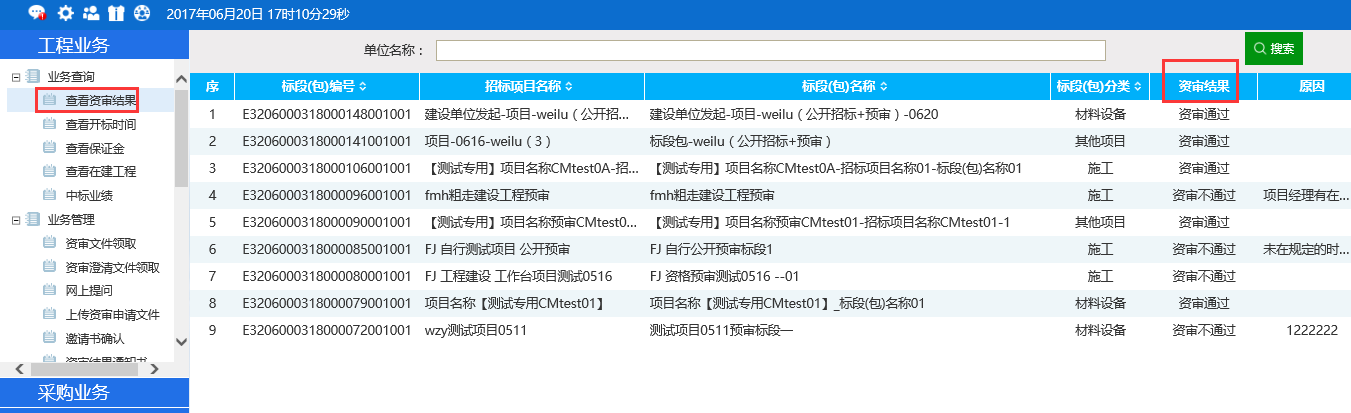 2017年06月20日 17时10分29秒
工程业务
业务查询
查看资审结果
查看开标时间
查看保证金
查看在建工程
中标业绩
业务管理
资审文件领取
资审澄清文件领取
网上提问
上传资审申请文件
邀请书确认
资审结果通知书
采购业务
单位名称：
搜索
序 标段(包)编号 招标项目名称 标段(包)名称 标段(包)分类 资审结果 原因
1 E3206000318000148001001 建设单位发起-项目-weilu（公开招... 建设单位发起-项目-weilu（公开招标+预审）-0620 材料设备 资审通过
2 E3206000318000141001001 项目-0616-weilu（3） 标段包-weilu（公开招标+预审） 其他项目 资审通过
3 E3206000318000106001001 【测试专用】项目名称CMtest0A-招... 【测试专用】项目名称CMtest0A-招标项目名称01-标段(包)名称01 施工 资审通过
4 E3206000318000096001001 fmh粗走建设工程预审 fmh粗走建设工程预审 施工 资审不通过 项目经理有在...
5 E3206000318000090001001 【测试专用】项目名称预审CMtest0... 【测试专用】项目名称预审CMtest01-招标项目名称CMtest01-1 其他项目 资审通过
6 E3206000318000085001001 FJ 自行测试项目 公开预审 FJ 自行公开预审标段1 施工 资审不通过 未在规定的时...
7 E3206000318000080001001 FJ 工程建设 工作台项目测试0516 FJ 资格预审测试0516 --01 施工 资审不通过
8 E3206000318000079001001 项目名称【测试专用CMtest01】 项目名称【测试专用CMtest01】_标段(包)名称01 材料设备 资审通过
9 E3206000318000072001001 wzy测试项目0511 测试项目0511预审标段一 材料设备 资审不通过 1222222